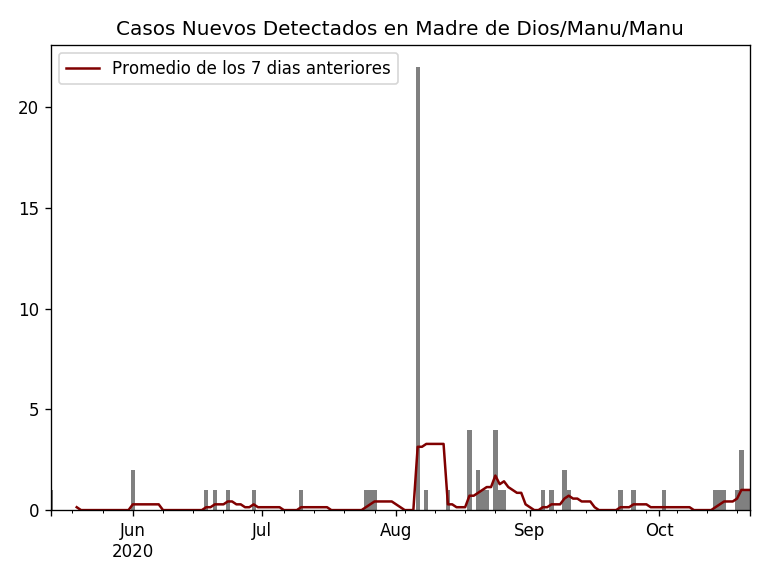 Casos Nuevos Detectados en Madre de Dios/Manu/Manu
Promedio de los 7 dias anteriores
20
15
10
5
0
Jun Jul Aug Sep Oct
2020